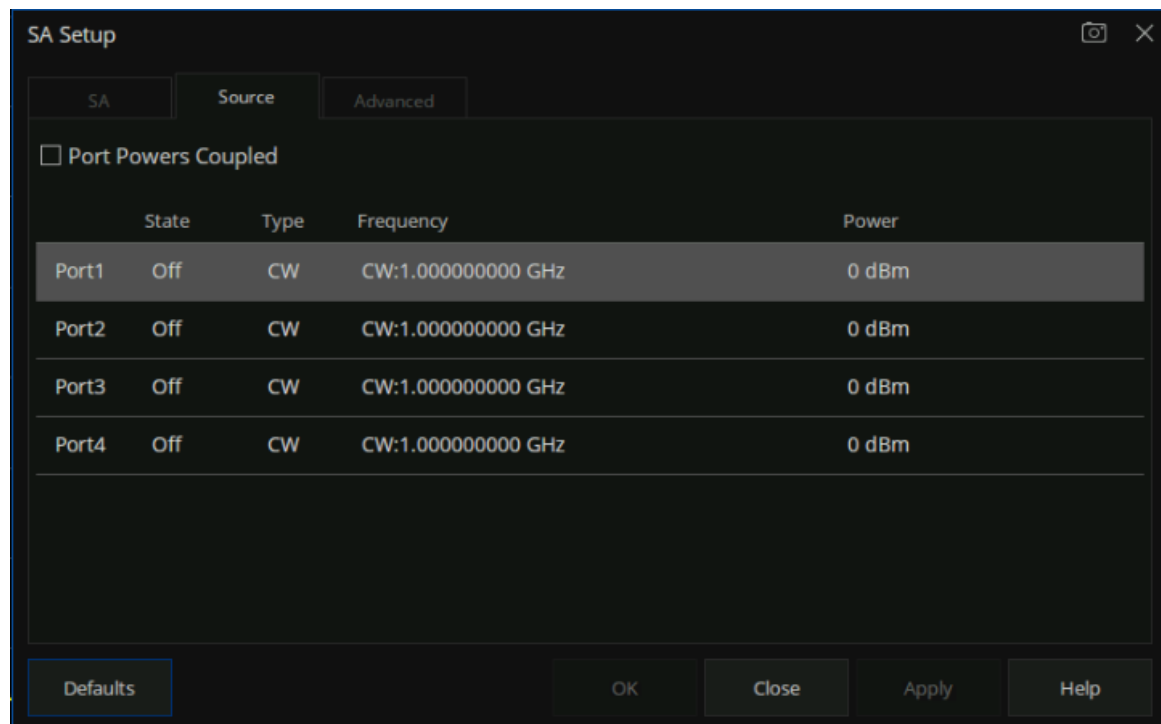 SA Setup
SA Source Advanced
Port Powers Coupled
State Type Frequency Power
Port1 Off CW CW:1.000000000 GHz 0 dBm
Port2 Off CW CW:1.000000000 GHz 0 dBm
Port3 Off CW CW:1.000000000 GHz 0 dBm
Port4 Off CW CW:1.000000000 GHz 0 dBm
Defaults OK Close Apply Help